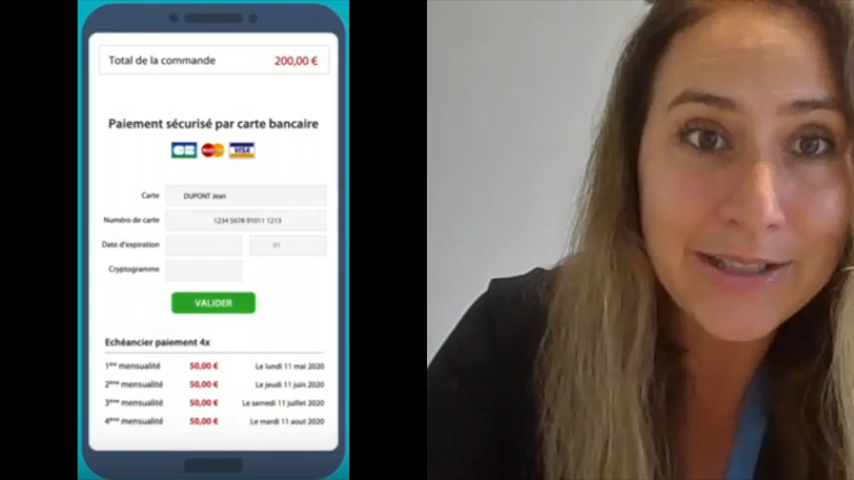 Total de la commande 200,00 €
Paiement sécurisé par carte bancaire
CB MasterCard VISA
Carte DUPONT Jean
Numéro de carte 1234 5678 91011 1213
Date d'expiration 01
Cryptogramme
VALIDER
Echéancier paiement 4x
1ère mensualité 50,00 € Le lundi 11 mai 2020
2ème mensualité 50,00 € Le jeudi 11 juin 2020
3ème mensualité 50,00 € Le samedi 11 juillet 2020
4ème mensualité 50,00 € Le mardi 11 aout 2020